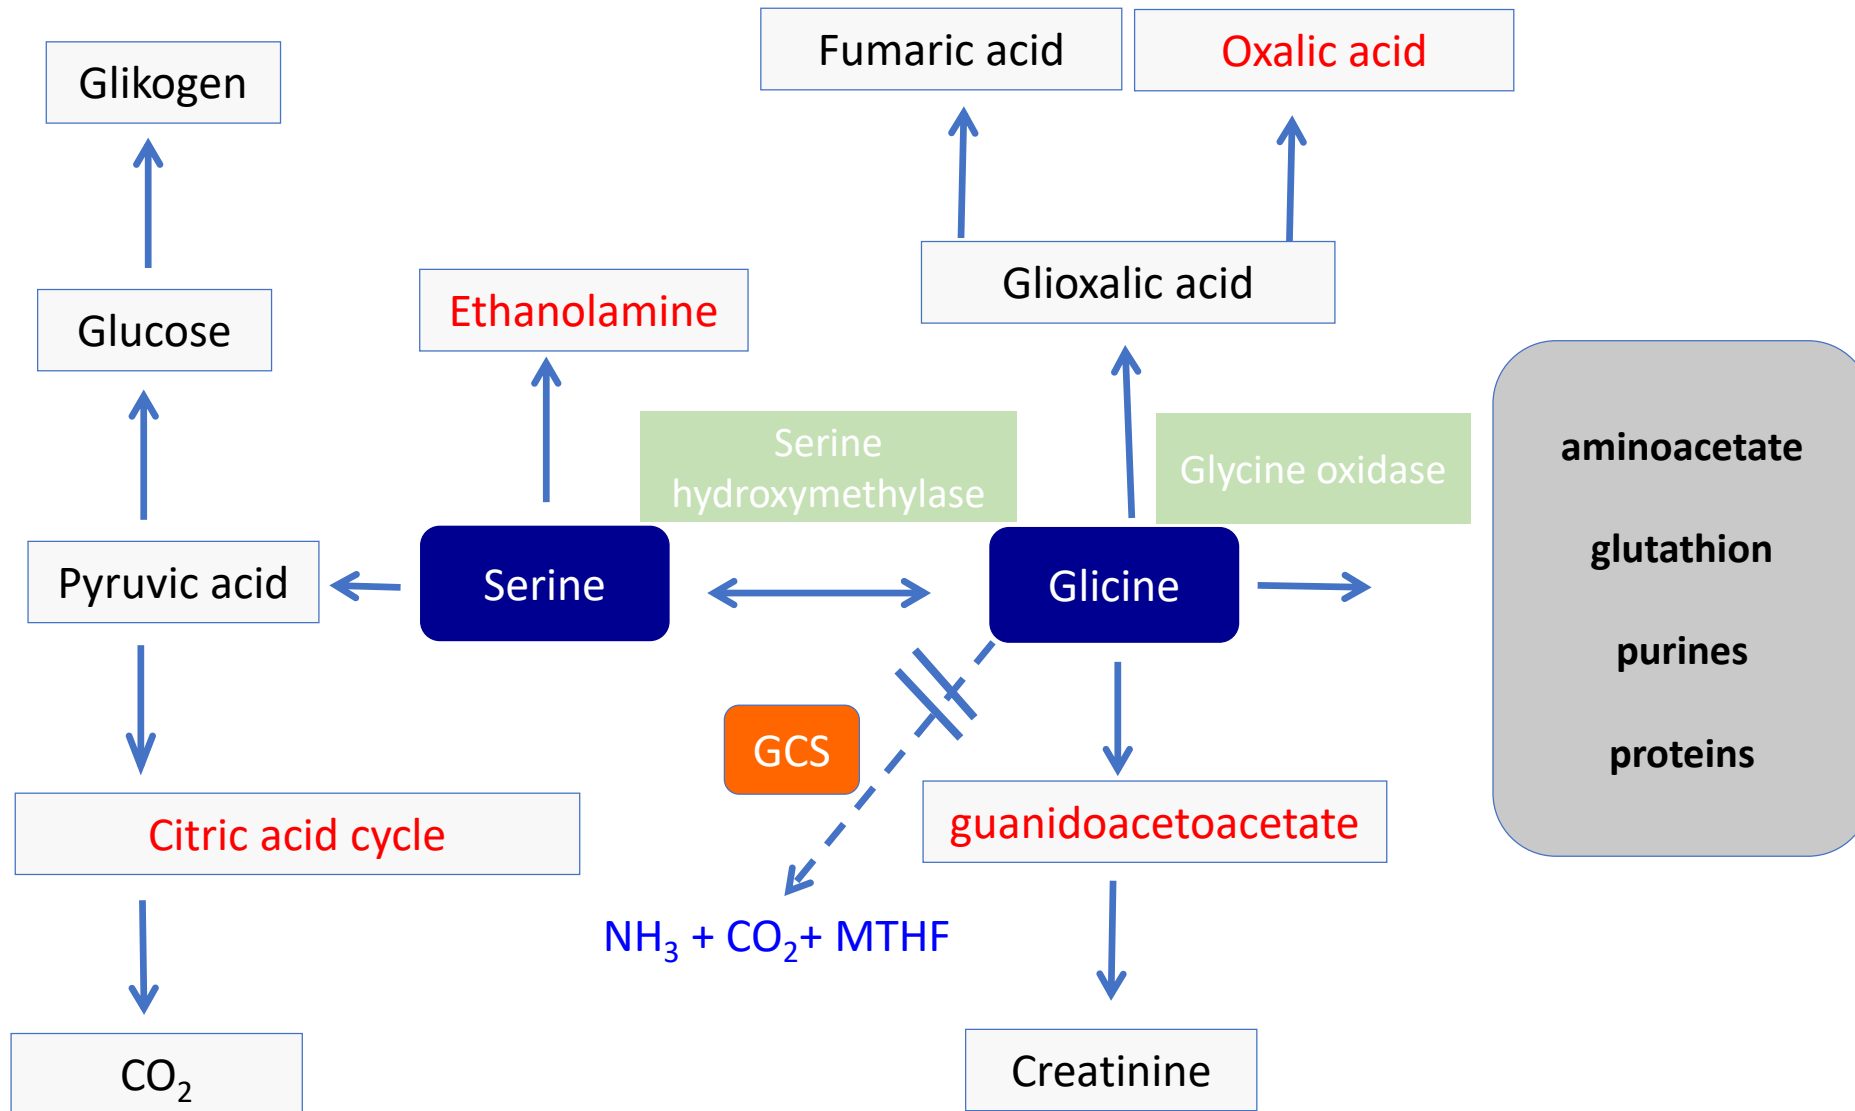 Fumaric acid
Oxalic acid
Glikogen
Glioxalic acid
Ethanolamine
Glucose
Serine
hydroxymethylase
Glycine oxidase
aminoacetate
glutathion
purines
proteins
Pyruvic acid
Serine
Glicine
GCS
Citric acid cycle
guanidoacetoacetate
NH₃ + CO₂+ MTHF
CO₂
Creatinine